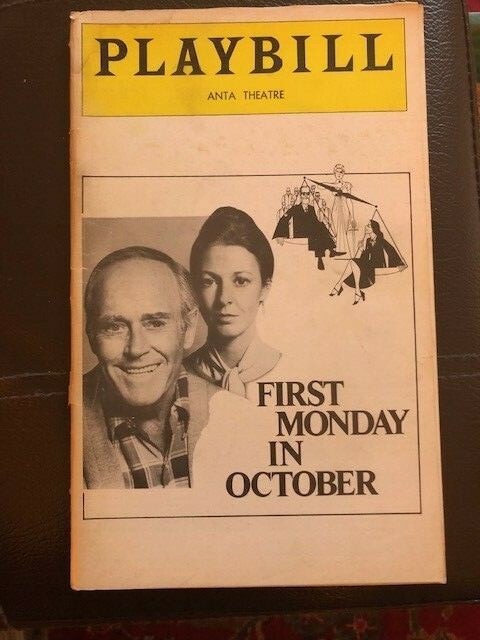 PLAYBILL
ANTA THEATRE
FIRST
MONDAY
IN
OCTOBER